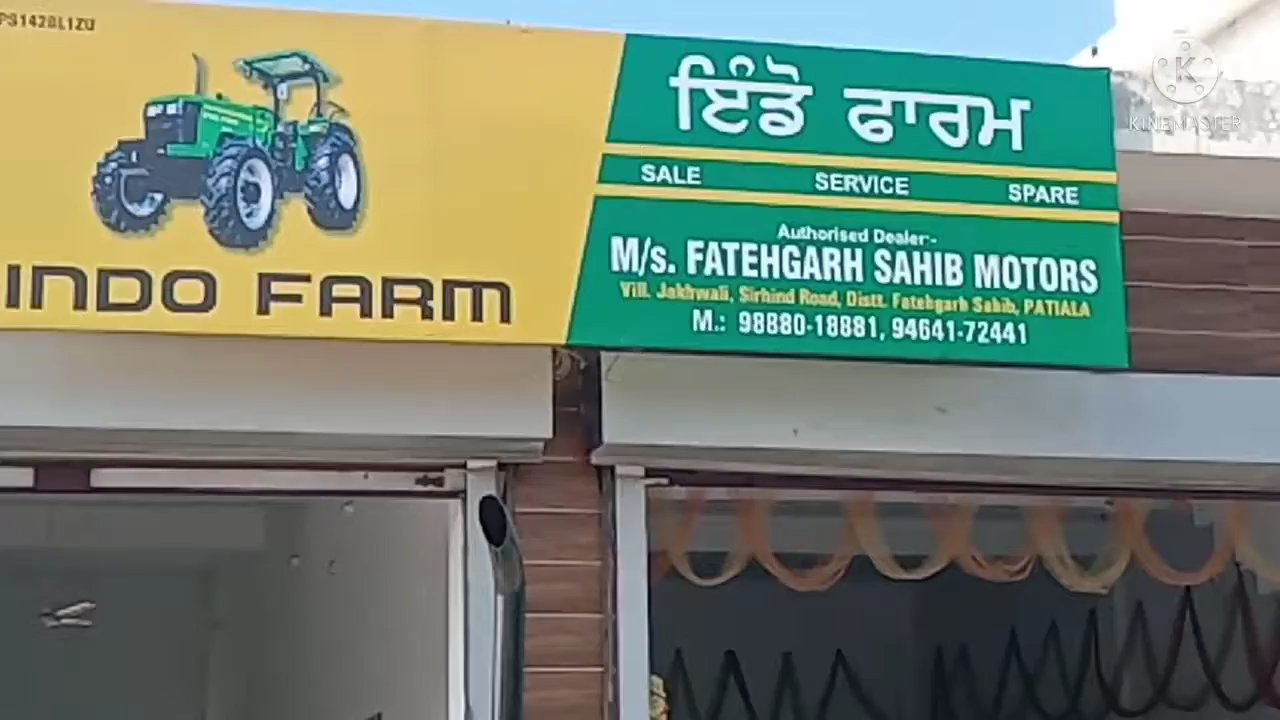 PS1428L1ZU
INDO FARM
ਇੰਡੋ ਫਾਰਮ
SALE SERVICE SPARE
Authorised Dealer:-
M/s. FATEHGARH SAHIB MOTORS
Vill. Jakhwali, Sirhind Road, Distt. Fatehgarh Sahib, PATIALA
M.: 98880-18881, 94641-72441
K
KINEMASTER